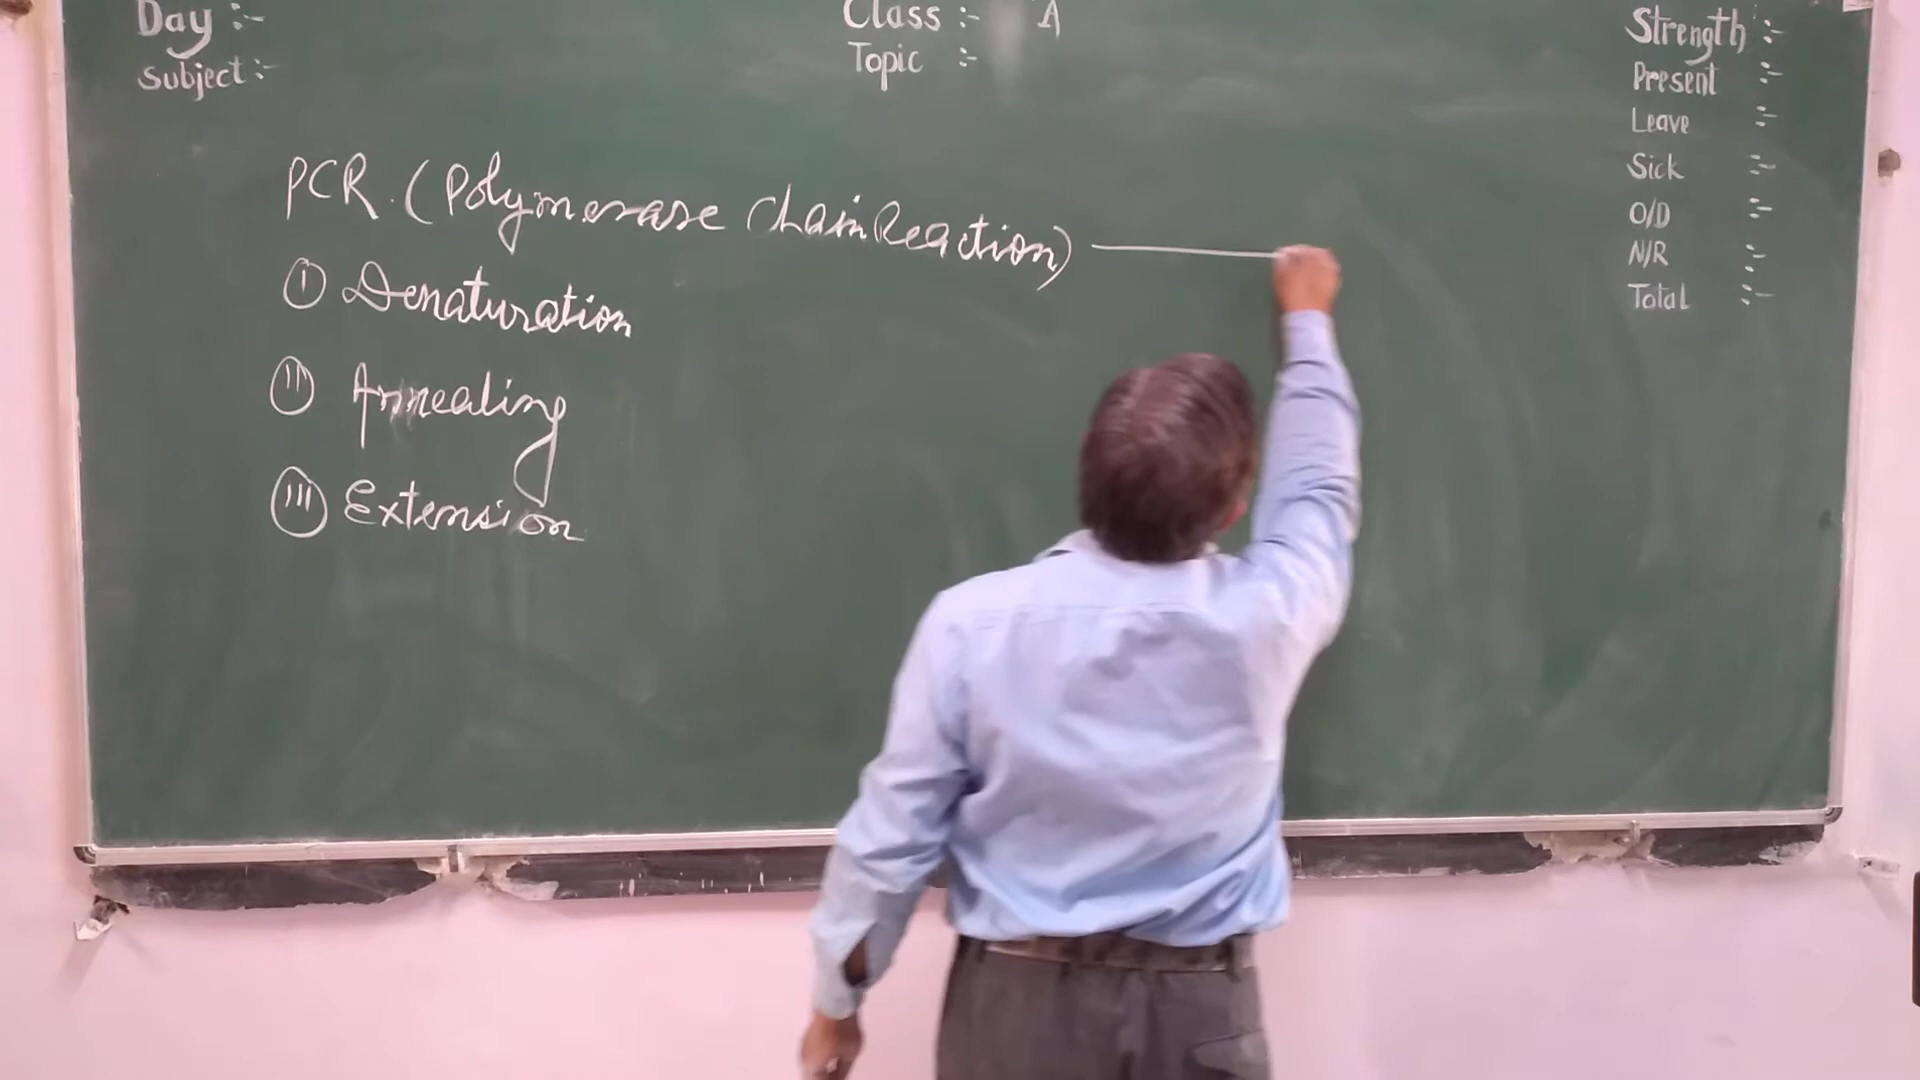 Day :-
Subject :-
Class :- A
Topic :-
Strength :-
Present :-
Leave :-
Sick :-
O/D :-
N/R :-
Total :-
PCR. (Polymerase Chain Reaction)
(I) Denaturation
(II) Annealing
(III) Extension